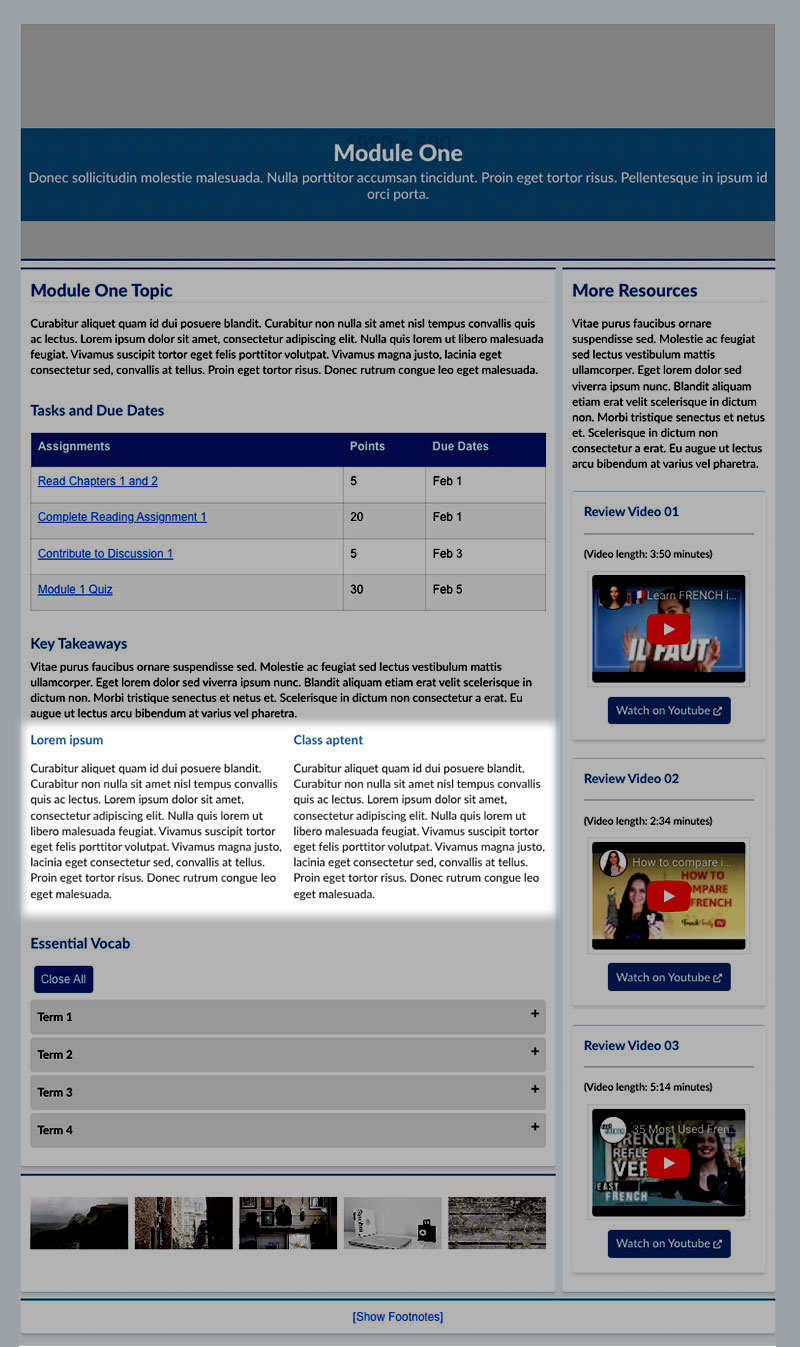 Module One
Donec sollicitudin molestie malesuada. Nulla porttitor accumsan tincidunt. Proin eget tortor risus. Pellentesque in ipsum id
orci porta.
Module One Topic
Curabitur aliquet quam id dui posuere blandit. Curabitur non nulla sit amet nisl tempus convallis quis
ac lectus. Lorem ipsum dolor sit amet, consectetur adipiscing elit. Nulla quis lorem ut libero malesuada
feugiat. Vivamus suscipit tortor eget felis porttitor volutpat. Vivamus magna justo, lacinia eget
consectetur sed, convallis at tellus. Proin eget tortor risus. Donec rutrum congue leo eget malesuada.
Tasks and Due Dates
Assignments Points Due Dates
Read Chapters 1 and 2 5 Feb 1
Complete Reading Assignment 1 20 Feb 1
Contribute to Discussion 1 5 Feb 3
Module 1 Quiz 30 Feb 5
Key Takeaways
Vitae purus faucibus ornare suspendisse sed. Molestie ac feugiat sed lectus vestibulum mattis
ullamcorper. Eget lorem dolor sed viverra ipsum nunc. Blandit aliquam etiam erat velit scelerisque in
dictum non. Morbi tristique senectus et netus et. Scelerisque in dictum non consectetur a erat. Eu
augue ut lectus arcu bibendum at varius vel pharetra.
Lorem ipsum
Curabitur aliquet quam id dui posuere blandit.
Curabitur non nulla sit amet nisl tempus convallis
quis ac lectus. Lorem ipsum dolor sit amet,
consectetur adipiscing elit. Nulla quis lorem ut
libero malesuada feugiat. Vivamus suscipit tortor
eget felis porttitor volutpat. Vivamus magna justo,
lacinia eget consectetur sed, convallis at tellus.
Proin eget tortor risus. Donec rutrum congue leo
eget malesuada.
Class aptent
Curabitur aliquet quam id dui posuere blandit.
Curabitur non nulla sit amet nisl tempus convallis
quis ac lectus. Lorem ipsum dolor sit amet,
consectetur adipiscing elit. Nulla quis lorem ut
libero malesuada feugiat. Vivamus suscipit tortor
eget felis porttitor volutpat. Vivamus magna justo,
lacinia eget consectetur sed, convallis at tellus.
Proin eget tortor risus. Donec rutrum congue leo
eget malesuada.
Essential Vocab
Close All
Term 1 +
Term 2 +
Term 3 +
Term 4 +
More Resources
Vitae purus faucibus ornare
suspendisse sed. Molestie ac feugiat
sed lectus vestibulum mattis
ullamcorper. Eget lorem dolor sed
viverra ipsum nunc. Blandit aliquam
etiam erat velit scelerisque in dictum
non. Morbi tristique senectus et netus
et. Scelerisque in dictum non
consectetur a erat. Eu augue ut lectus
arcu bibendum at varius vel pharetra.
Review Video 01
(Video length: 3:50 minutes)
Learn FRENCH i...
IL FAUT
Watch on Youtube
Review Video 02
(Video length: 2:34 minutes)
How to compare i...
HOW TO
COMPARE
FRENCH
Watch on Youtube
Review Video 03
(Video length: 5:14 minutes)
35 Most Used Fren...
FRENCH
EAST
FRENCH
Watch on Youtube
[Show Footnotes]